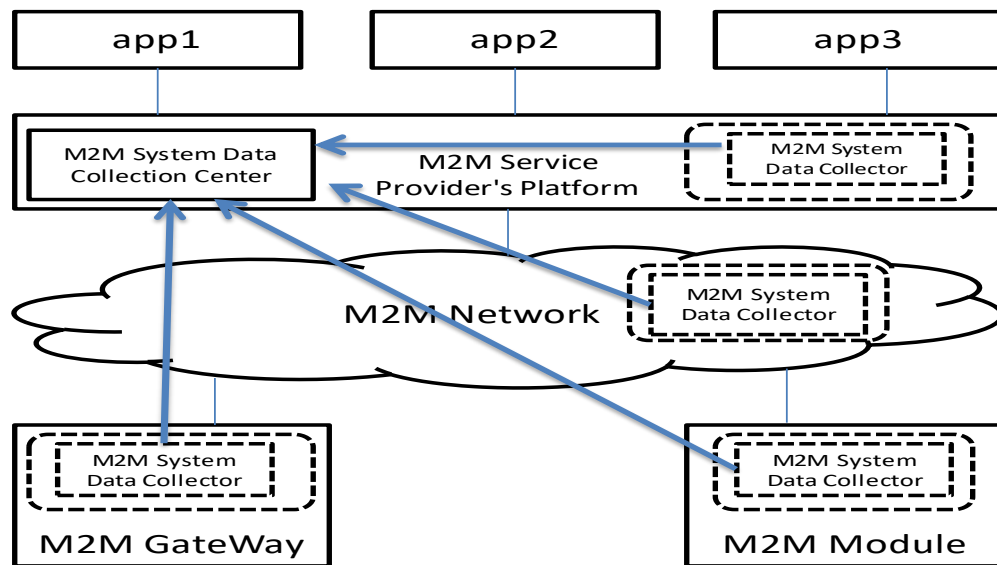 app1
app2
app3
M2M System Data
Collection Center
M2M Service
Provider's Platform
M2M System
Data Collector
M2M Network
M2M System
Data Collector
M2M System
Data Collector
M2M GateWay
M2M System
Data Collector
M2M Module